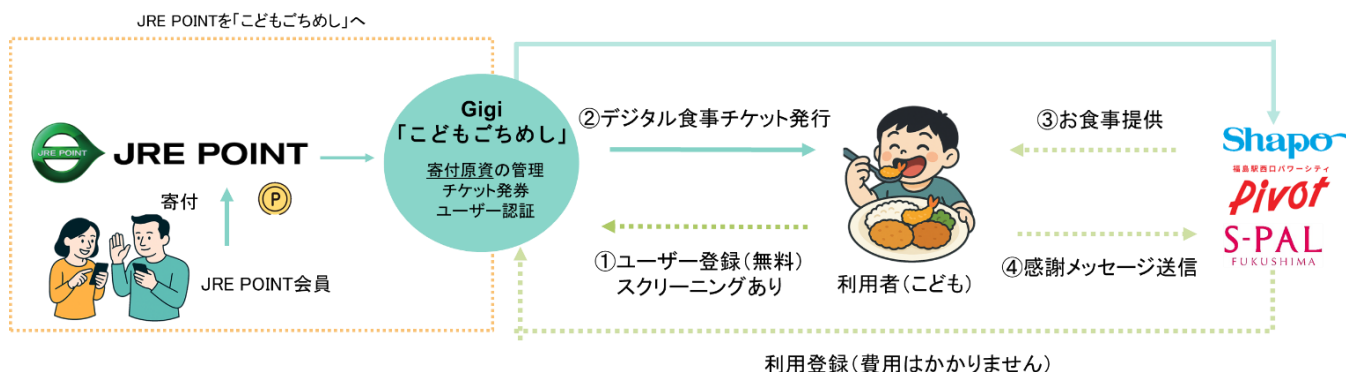 JRE POINTを「こどもごちめし」へ
JRE POINT
JRE POINT
寄付
P
JRE POINT会員
Gigi
「こどもごちめし」
寄付原資の管理
チケット発券
ユーザー認証
②デジタル食事チケット発行
①ユーザー登録(無料)
スクリーニングあり
利用者(こども)
③お食事提供
④感謝メッセージ送信
Shapo
福島駅西口パワーシティ
Pivot
S-PAL
FUKUSHIMA
利用登録(費用はかかりません)